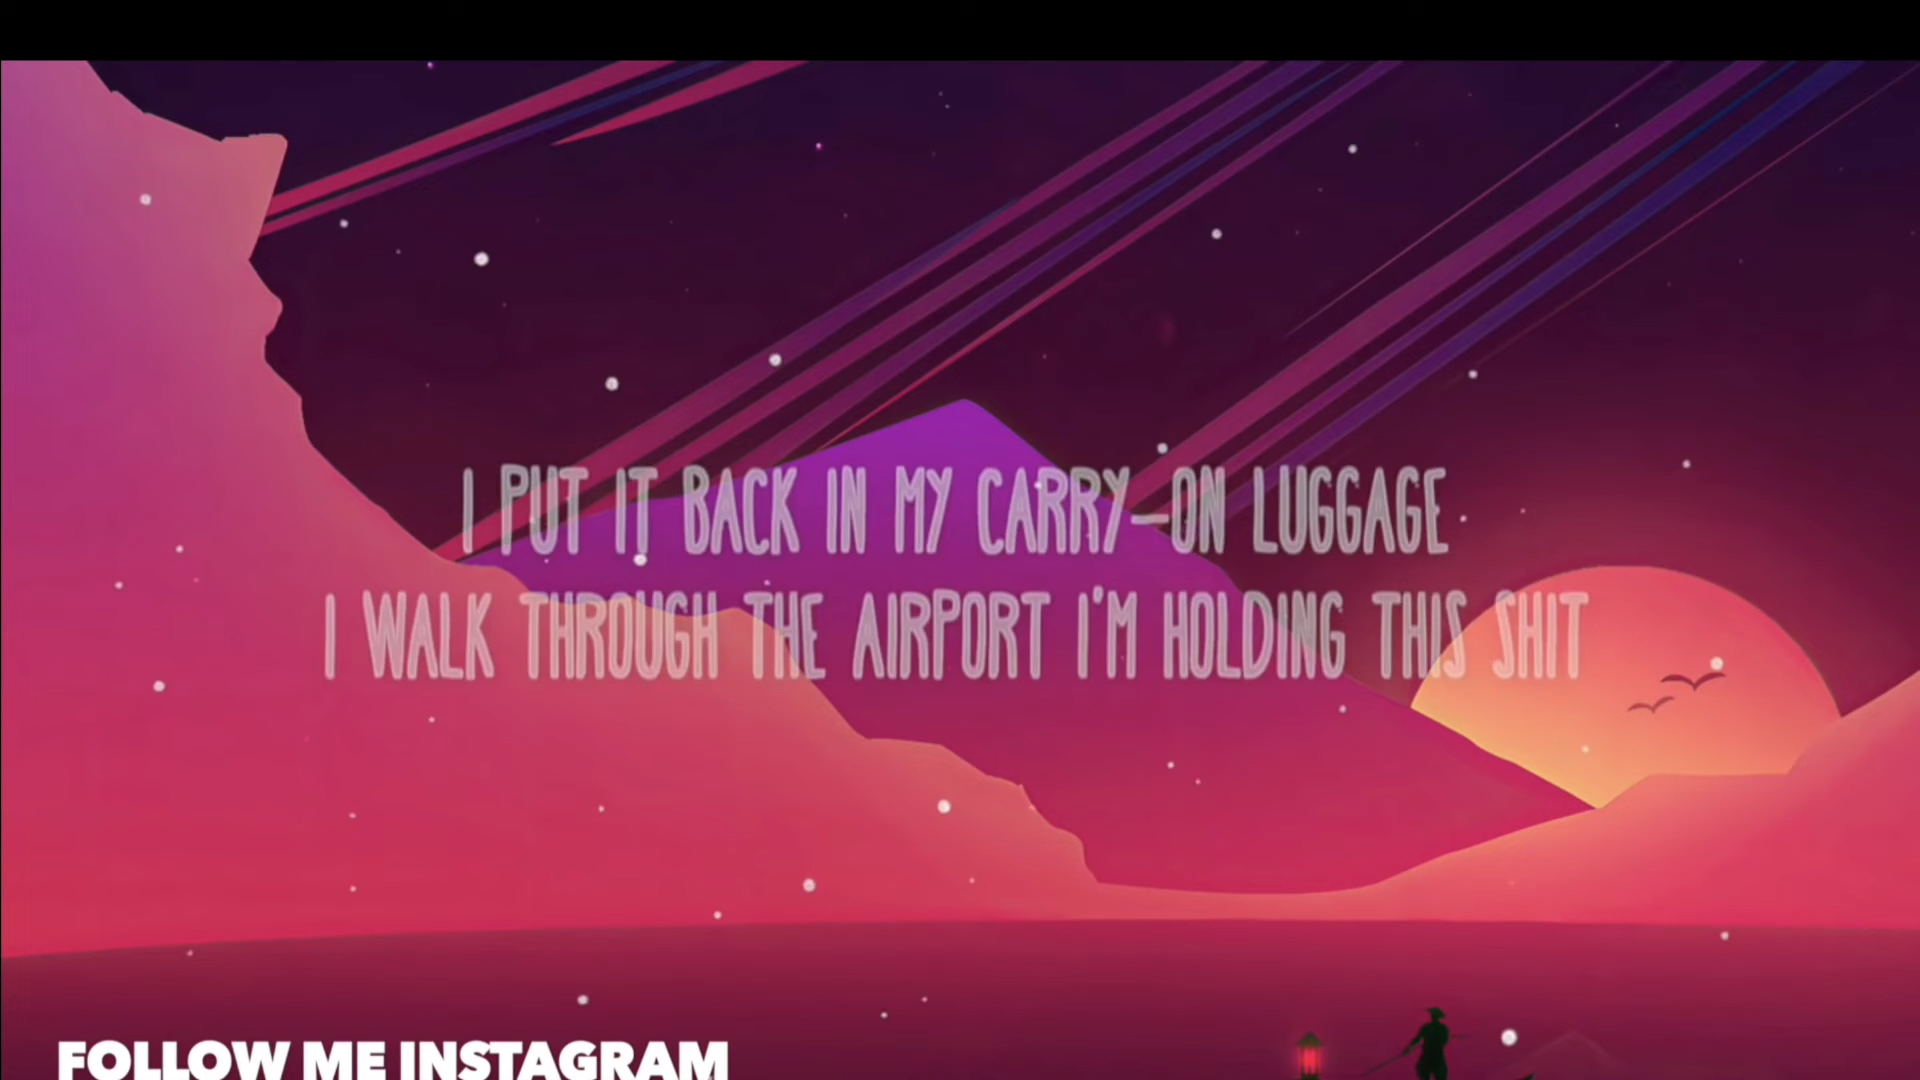 I PUT IT BACK IN MY CARRY-ON LUGGAGE
I WALK THROUGH THE AIRPORT I'M HOLDING THIS SHIT
FOLLOW ME INSTAGRAM